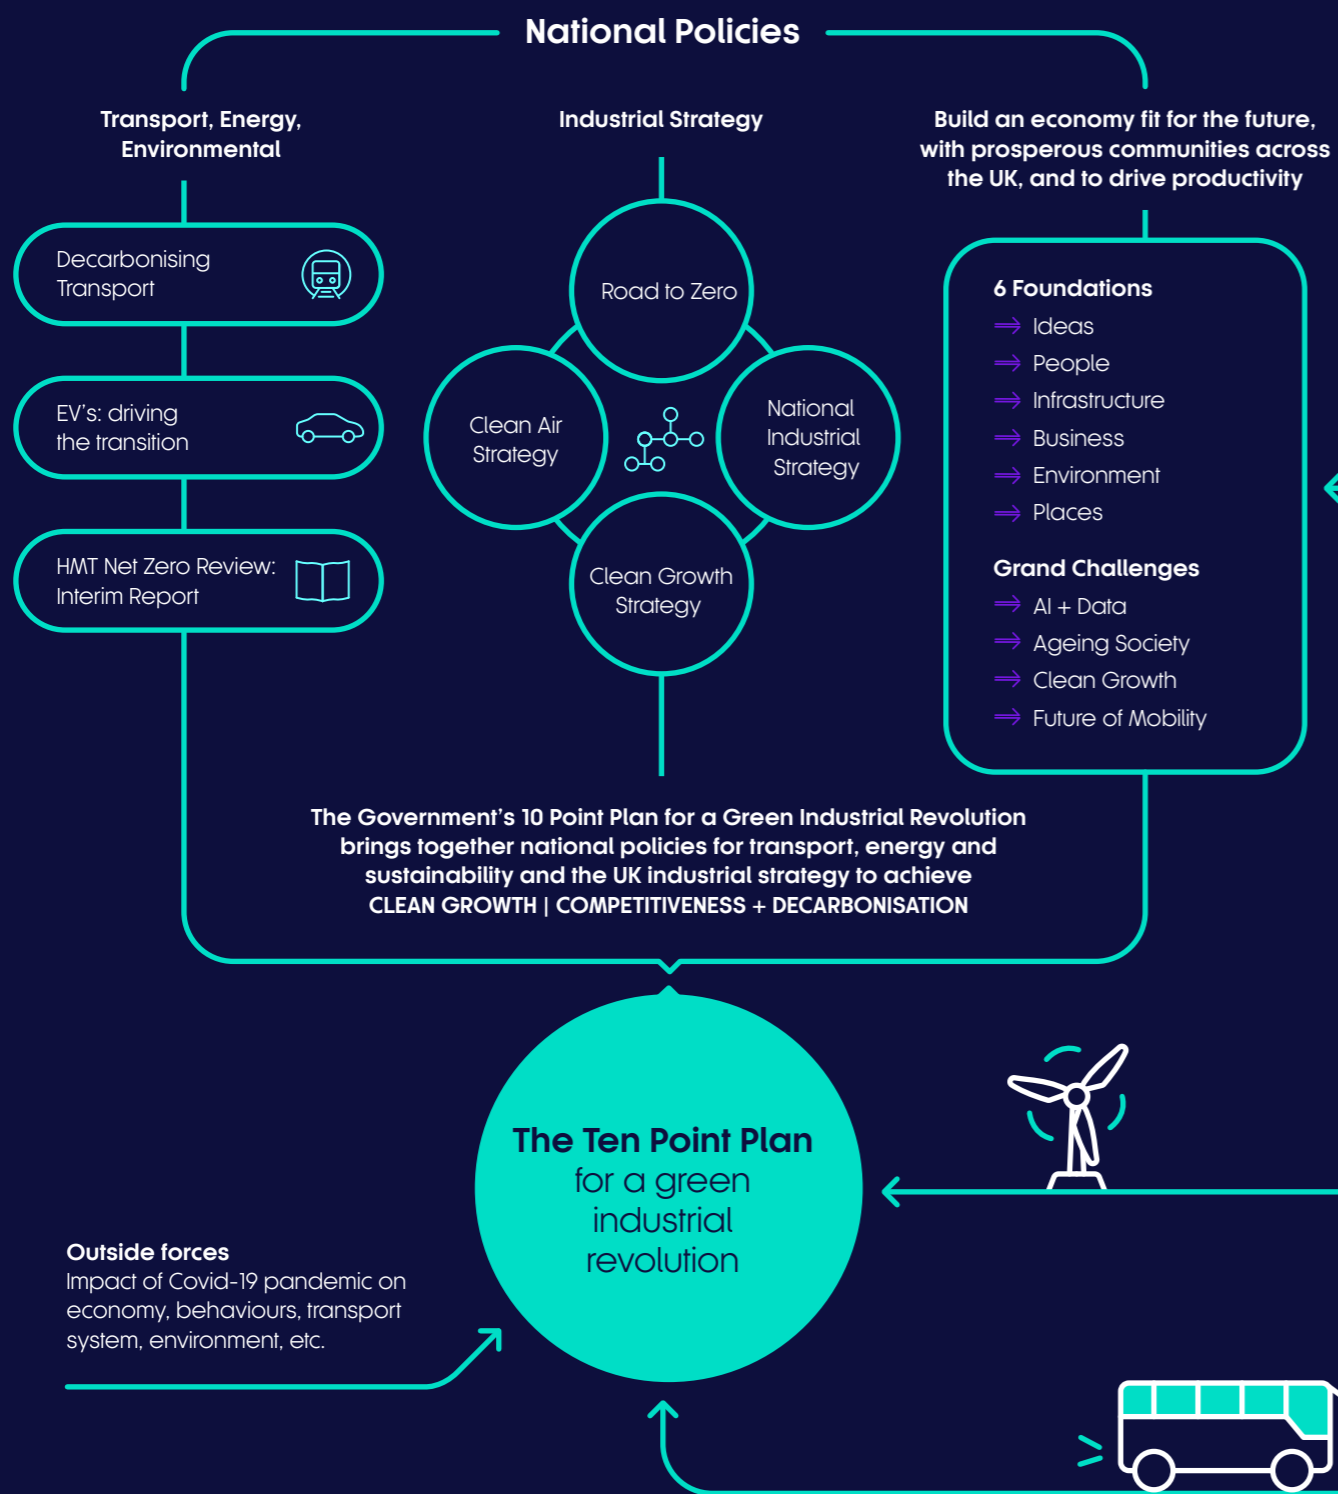 National Policies
Transport, Energy,
Environmental
Decarbonising
Transport
EV's: driving
the transition
HMT Net Zero Review:
Interim Report
Industrial Strategy
Road to Zero
Clean Air
Strategy
National
Industrial
Strategy
Clean Growth
Strategy
Build an economy fit for the future,
with prosperous communities across
the UK, and to drive productivity
6 Foundations
Ideas
People
Infrastructure
Business
Environment
Places
Grand Challenges
AI + Data
Ageing Society
Clean Growth
Future of Mobility
The Government's 10 Point Plan for a Green Industrial Revolution
brings together national policies for transport, energy and
sustainability and the UK industrial strategy to achieve
CLEAN GROWTH | COMPETITIVENESS + DECARBONISATION
The Ten Point Plan
for a green
industrial
revolution
Outside forces
Impact of Covid-19 pandemic on
economy, behaviours, transport
system, environment, etc.